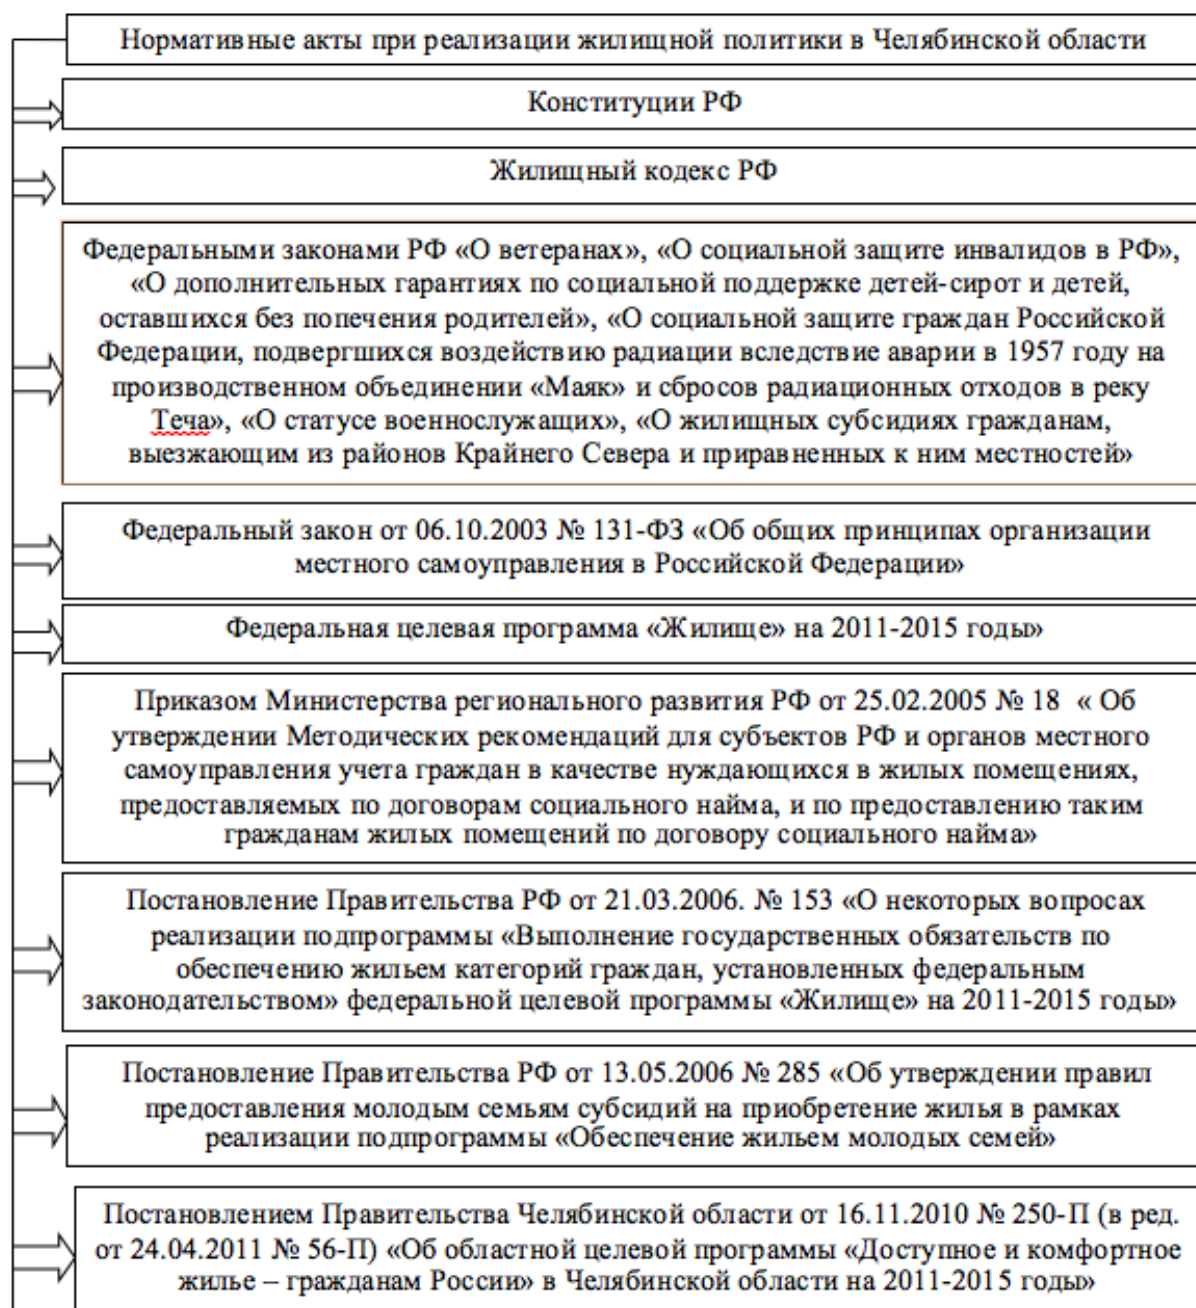 Нормативные акты при реализации жилищной политики в Челябинской области
Конституции РФ
Жилищный кодекс РФ
Федеральными законами РФ «О ветеранах», «О социальной защите инвалидов в РФ»,
«О дополнительных гарантиях по социальной поддержке детей-сирот и детей,
оставшихся без попечения родителей», «О социальной защите граждан Российской
Федерации, подвергшихся воздействию радиации вследствие аварии в 1957 году на
производственном объединении «Маяк» и сбросов радиационных отходов в реку
Теча», «О статусе военнослужащих», «О жилищных субсидиях гражданам,
выезжающим из районов Крайнего Севера и приравненных к ним местностей»
Федеральный закон от 06.10.2003 № 131-ФЗ «Об общих принципах организации
местного самоуправления в Российской Федерации»
Федеральная целевая программа «Жилище» на 2011-2015 годы»
Приказом Министерства регионального развития РФ от 25.02.2005 № 18 « Об
утверждении Методических рекомендаций для субъектов РФ и органов местного
самоуправления учета граждан в качестве нуждающихся в жилых помещениях,
предоставляемых по договорам социального найма, и по предоставлению таким
гражданам жилых помещений по договору социального найма»
Постановление Правительства РФ от 21.03.2006. № 153 «О некоторых вопросах
реализации подпрограммы «Выполнение государственных обязательств по
обеспечению жильем категорий граждан, установленных федеральным
законодательством» федеральной целевой программы «Жилище» на 2011-2015 годы»
Постановление Правительства РФ от 13.05.2006 № 285 «Об утверждении правил
предоставления молодым семьям субсидий на приобретение жилья в рамках
реализации подпрограммы «Обеспечение жильем молодых семей»
Постановлением Правительства Челябинской области от 16.11.2010 № 250-П (в ред.
от 24.04.2011 № 56-П) «Об областной целевой программы «Доступное и комфортное
жилье – гражданам России» в Челябинской области на 2011-2015 годы»